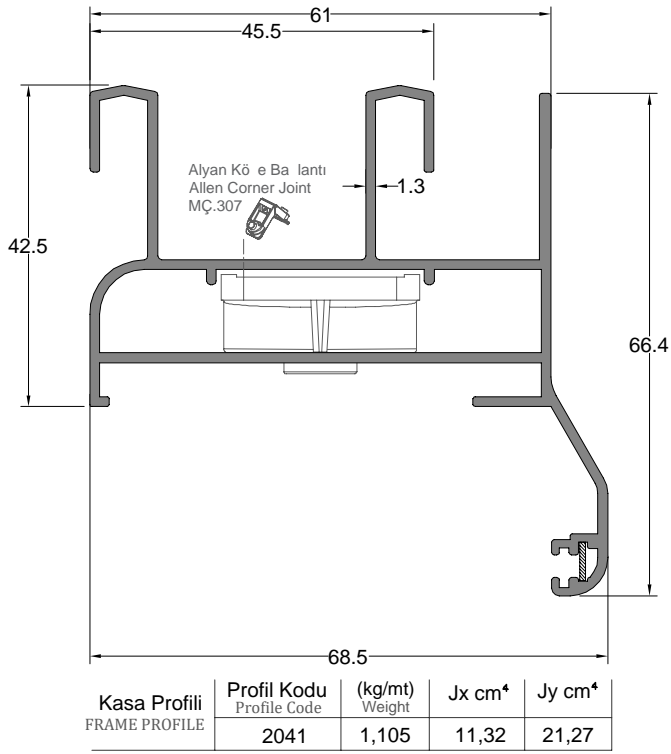 61
45.5
Alyan Kö e Ba lantı
Allen Corner Joint
MÇ.307
1.3
42.5
66.4
68.5
Kasa Profili
FRAME PROFILE
Profil Kodu (kg/mt) Jx cm⁴ Jy cm⁴
Profile Code Weight
2041 1,105 11,32 21,27